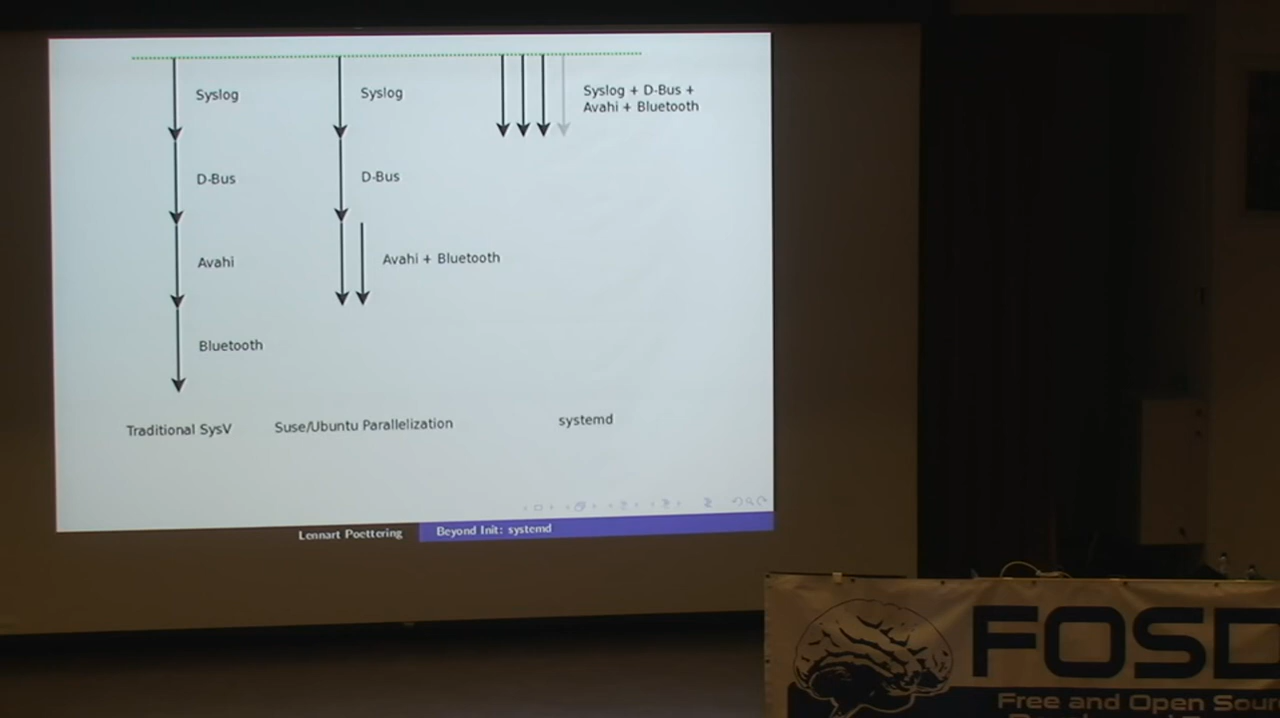 Syslog
D-Bus
Avahi
Bluetooth
Traditional SysV
Syslog
D-Bus
Avahi + Bluetooth
Suse/Ubuntu Parallelization
Syslog + D-Bus +
Avahi + Bluetooth
systemd
Lennart Poettering
Beyond Init: systemd
FOSD
Free and Open Sour